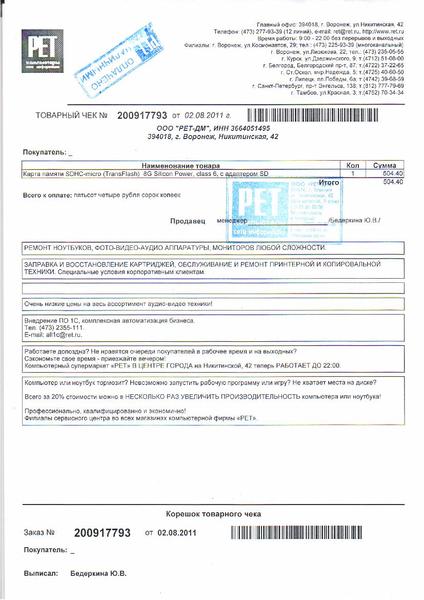 Главный офис: 394018, г. Воронеж, ул.Никитинская, 42
Телефон: (473) 277-93-39 (12 линий), e-mail: ret@ret.ru, http://www.ret.ru
Время работы: 9:00 - 22:00 без перерывов и выходных
Филиалы: г. Воронеж, ул.Космонавтов, 29; тел.: (473) 225-93-39 (многоканальный)
г. Воронеж, ул.Лизюкова, 22, тел.: (473) 235-05-55
г. Курск, ул. Дзержинского, 9, т.(4712) 51-08-00
г. Белгород, Белгородский пр-т, 87, т.(4722) 37-22-65
г. Ст.Оскол, мкр.Надежда, 5; т.(4725) 40-60-50
г. Липецк, пл. Победы, 6а, т.(4742) 39-68-59
г. Санкт-Петербург, пр-т Энгельса, 138, т.(812) 777-79-69
г. Тамбов, ул. Красная, 3, т.(4752) 70-34-34
РЕТ
компьютеры
ОПЛАЧЕНО
НАЛИЧНЫМИ
ТОВАРНЫЙ ЧЕК № 200917793 от 02.08.2011 г.
ООО "РЕТ-ДМ", ИНН 3664051495
394018, г. Воронеж, Никитинская, 42
Покупатель: _
Наименование товара Кол Сумма
Карта памяти SDHC-micro (TransFlash) 8G Silicon Power, class 6, с адаптером SD 1 504.40
Итого 504.40
Всего к оплате: пятьсот четыре рубля сорок копеек
РЕТ
Продавец менеджер /Бедеркина Ю.В./
РЕМОНТ НОУТБУКОВ, ФОТО-ВИДЕО-АУДИО АППАРАТУРЫ, МОНИТОРОВ ЛЮБОЙ СЛОЖНОСТИ.
ЗАПРАВКА И ВОССТАНОВЛЕНИЕ КАРТРИДЖЕЙ, ОБСЛУЖИВАНИЕ И РЕМОНТ ПРИНТЕРНОЙ И КОПИРОВАЛЬНОЙ
ТЕХНИКИ. Специальные условия корпоративным клиентам.
Очень низкие цены на весь ассортимент аудио-видео техники!
Внедрение ПО 1С, комплексная автоматизация бизнеса.
Тел. (473) 2355-111.
E-mail: all1c@ret.ru.
Работаете допоздна? Не нравятся очереди покупателей в рабочее время и на выходных?
Сэкономьте свое время - приезжайте вечером!
Компьютерный супермаркет «РЕТ» В ЦЕНТРЕ ГОРОДА на Никитинской, 42 теперь РАБОТАЕТ ДО 22:00.
Компьютер или ноутбук тормозит? Невозможно запустить рабочую программу или игру? Не хватает места на диске?
Всего за 20% стоимости можно в НЕСКОЛЬКО РАЗ УВЕЛИЧИТЬ ПРОИЗВОДИТЕЛЬНОСТЬ компьютера или ноутбука!
Профессионально, квалифицированно и экономично!
Филиалы сервисного центра во всех магазинах компьютерной фирмы «РЕТ».
Корешок товарного чека
Заказ № 200917793 от 02.08.2011
Покупатель: _
Выписал: Бедеркина Ю.В.